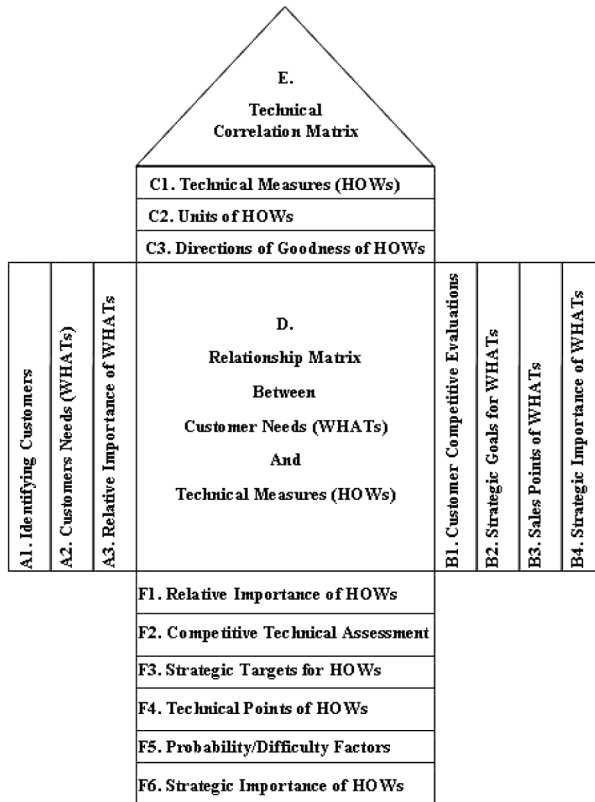 E.
Technical
Correlation Matrix
C1. Technical Measures (HOWs)
C2. Units of HOWs
C3. Directions of Goodness of HOWs
A1. Identifying Customers
A2. Customers Needs (WHATs)
A3. Relative Importance of WHATs
D.
Relationship Matrix
Between
Customer Needs (WHATs)
And
Technical Measures (HOWs)
B1. Customer Competitive Evaluations
B2. Strategic Goals for WHATs
B3. Sales Points of WHATs
B4. Strategic Importance of WHATs
F1. Relative Importance of HOWs
F2. Competitive Technical Assessment
F3. Strategic Targets for HOWs
F4. Technical Points of HOWs
F5. Probability/Difficulty Factors
F6. Strategic Importance of HOWs